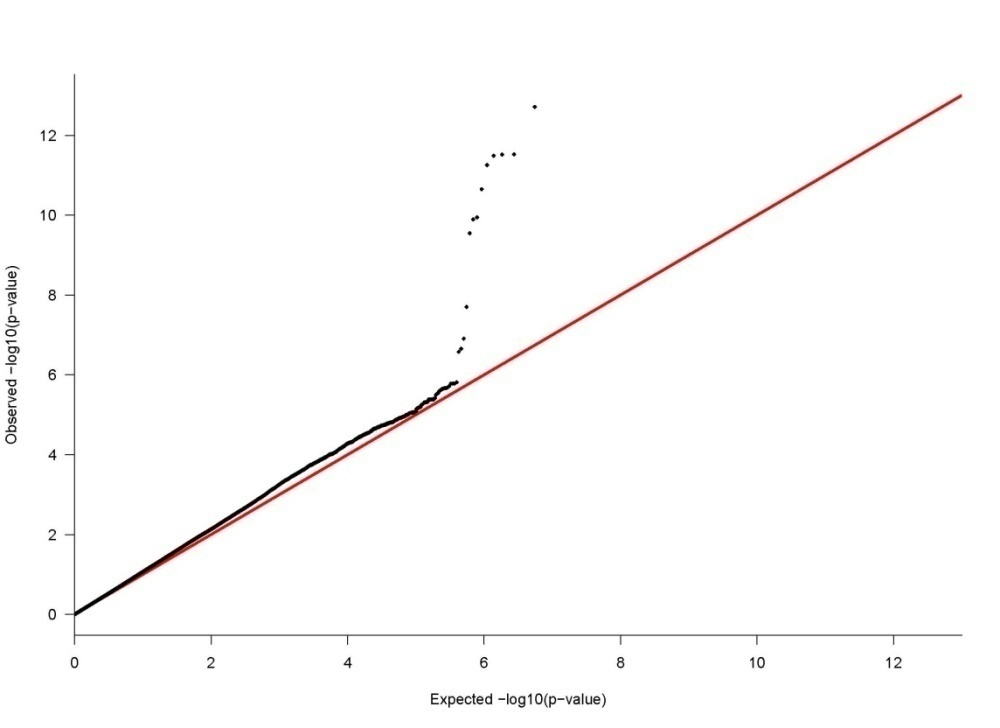 Observed −log10(p−value)
12
10
8
6
4
2
0
0 2 4 6 8 10 12
Expected −log10(p−value)